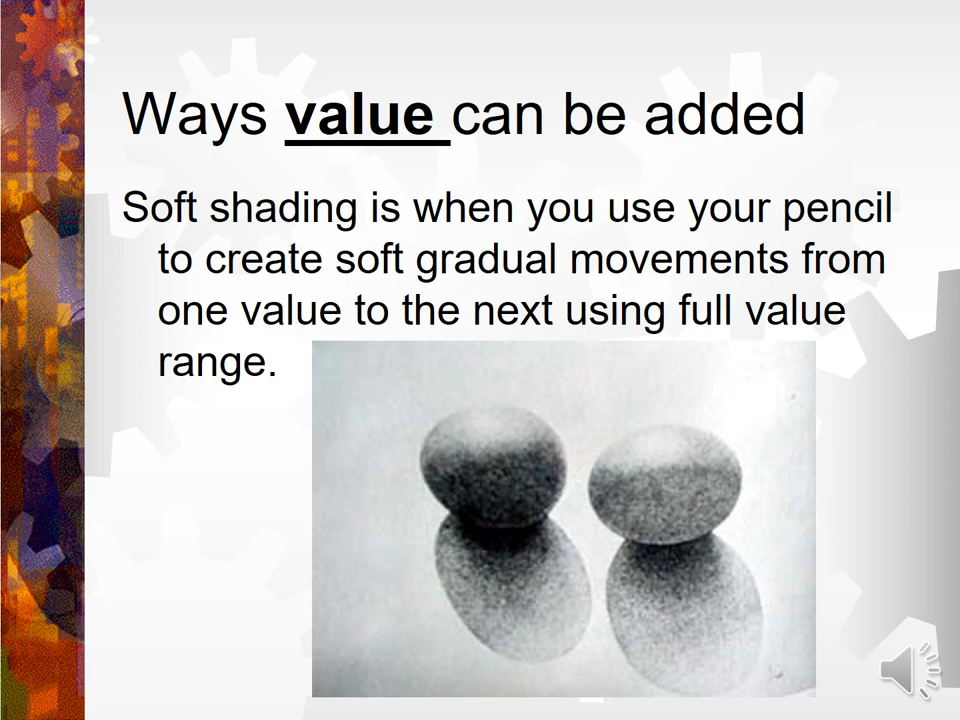 Ways value can be added
Soft shading is when you use your pencil
to create soft gradual movements from
one value to the next using full value
range.